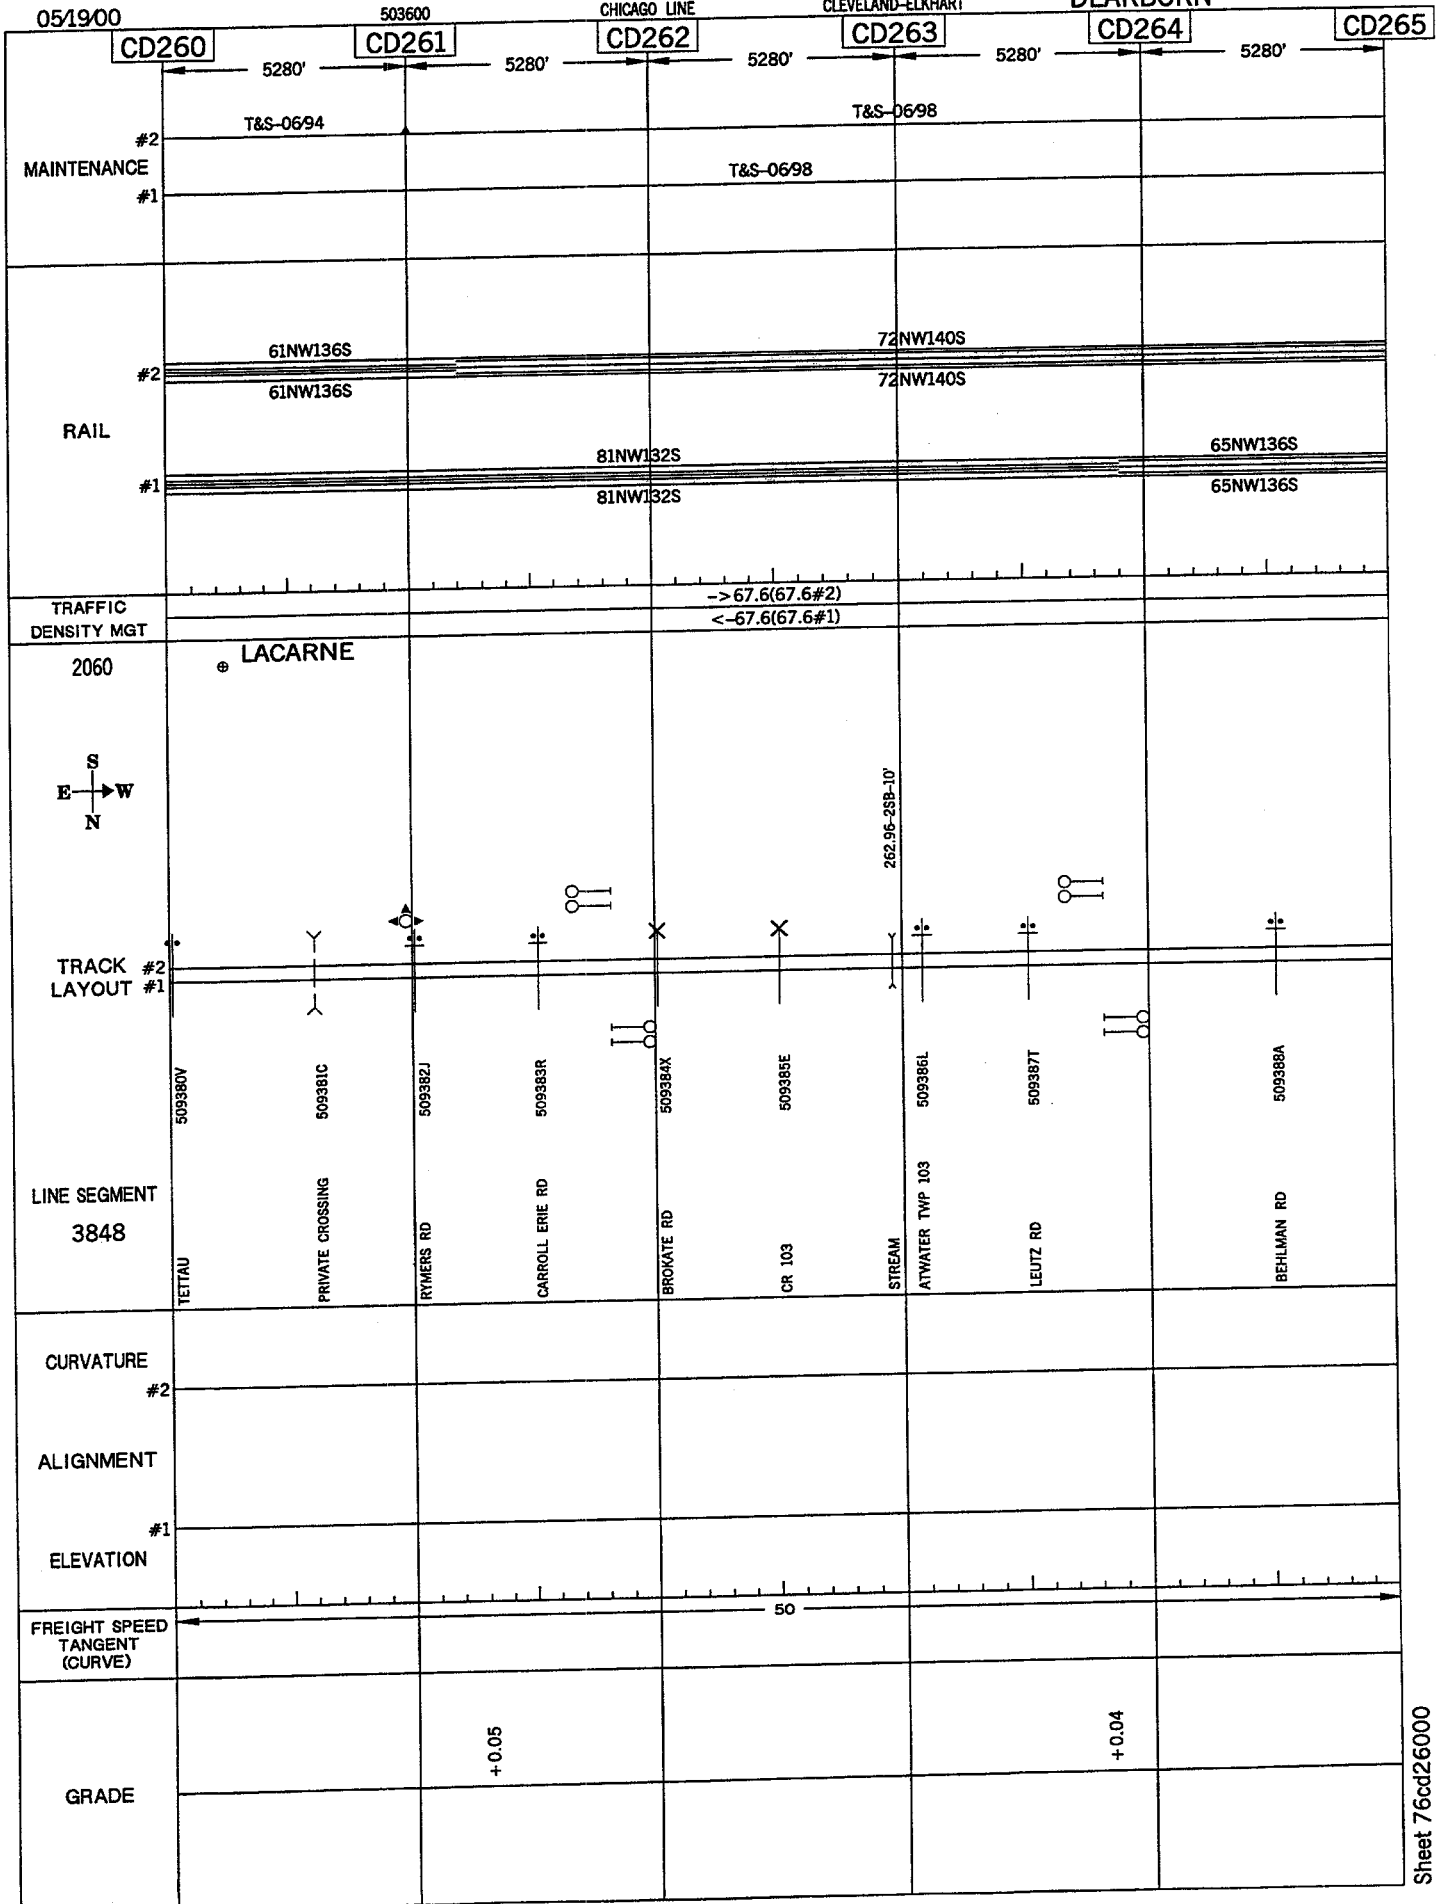 05/19/00 503600 CHICAGO LINE CLEVELAND-ELKHART DEARBORN
CD260 CD261 CD262 CD263 CD264 CD265
5280' 5280' 5280' 5280' 5280'
T&S-06/94 T&S-06/98
#2
MAINTENANCE
T&S-06/98
#1
61NW136S 72NW140S
#2
61NW136S 72NW140S
RAIL
81NW132S 65NW136S
#1
81NW132S 65NW136S
TRAFFIC
DENSITY MGT
->67.6(67.6#2)
<-67.6(67.6#1)
2060
⊕ LACARNE
S
E W
N
262.96-2SB-10'
TRACK #2
LAYOUT #1
509380V
509381C
509382J
509383R
509384X
509385E
509386L
509387T
509388A
LINE SEGMENT
3848
TETTAU
PRIVATE CROSSING
RYMERS RD
CARROLL ERIE RD
BROKATE RD
CR 103
STREAM
ATWATER TWP 103
LEUTZ RD
BEHLMAN RD
CURVATURE
#2
ALIGNMENT
#1
ELEVATION
50
FREIGHT SPEED
TANGENT
(CURVE)
+0.05
+0.04
GRADE
Sheet 76cd26000